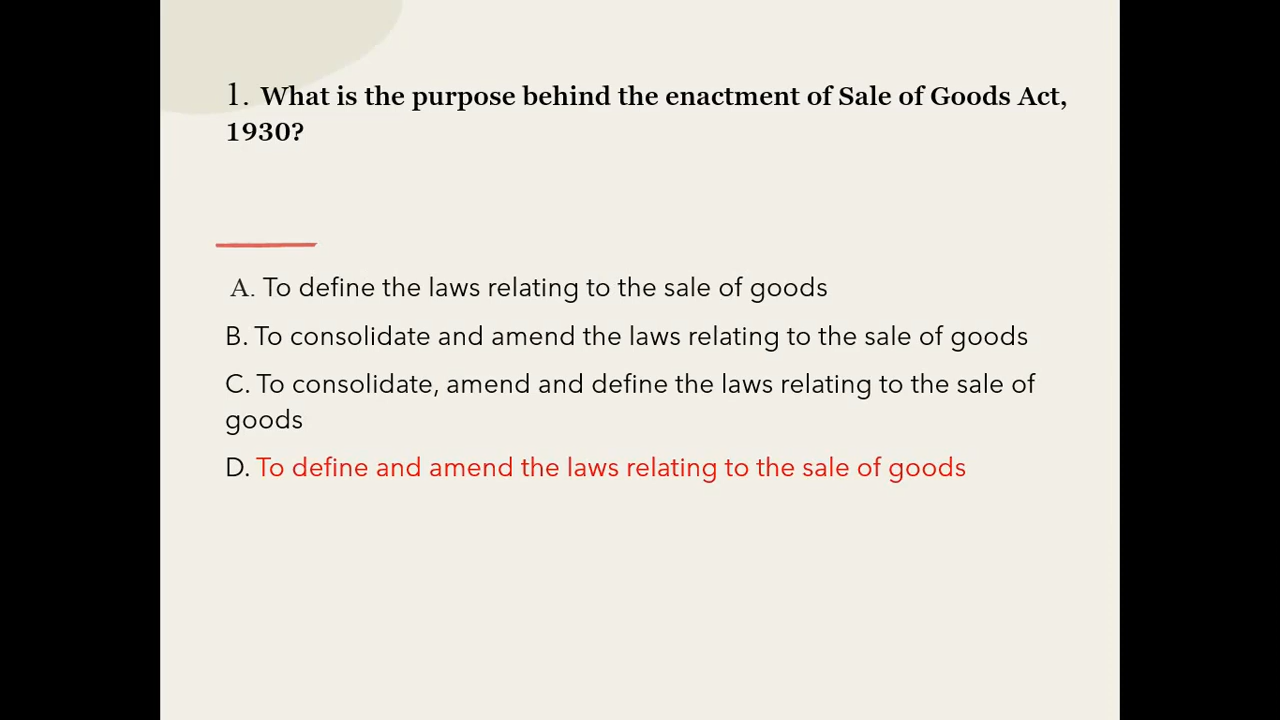 1. What is the purpose behind the enactment of Sale of Goods Act,
1930?
A. To define the laws relating to the sale of goods
B. To consolidate and amend the laws relating to the sale of goods
C. To consolidate, amend and define the laws relating to the sale of
goods
D. To define and amend the laws relating to the sale of goods